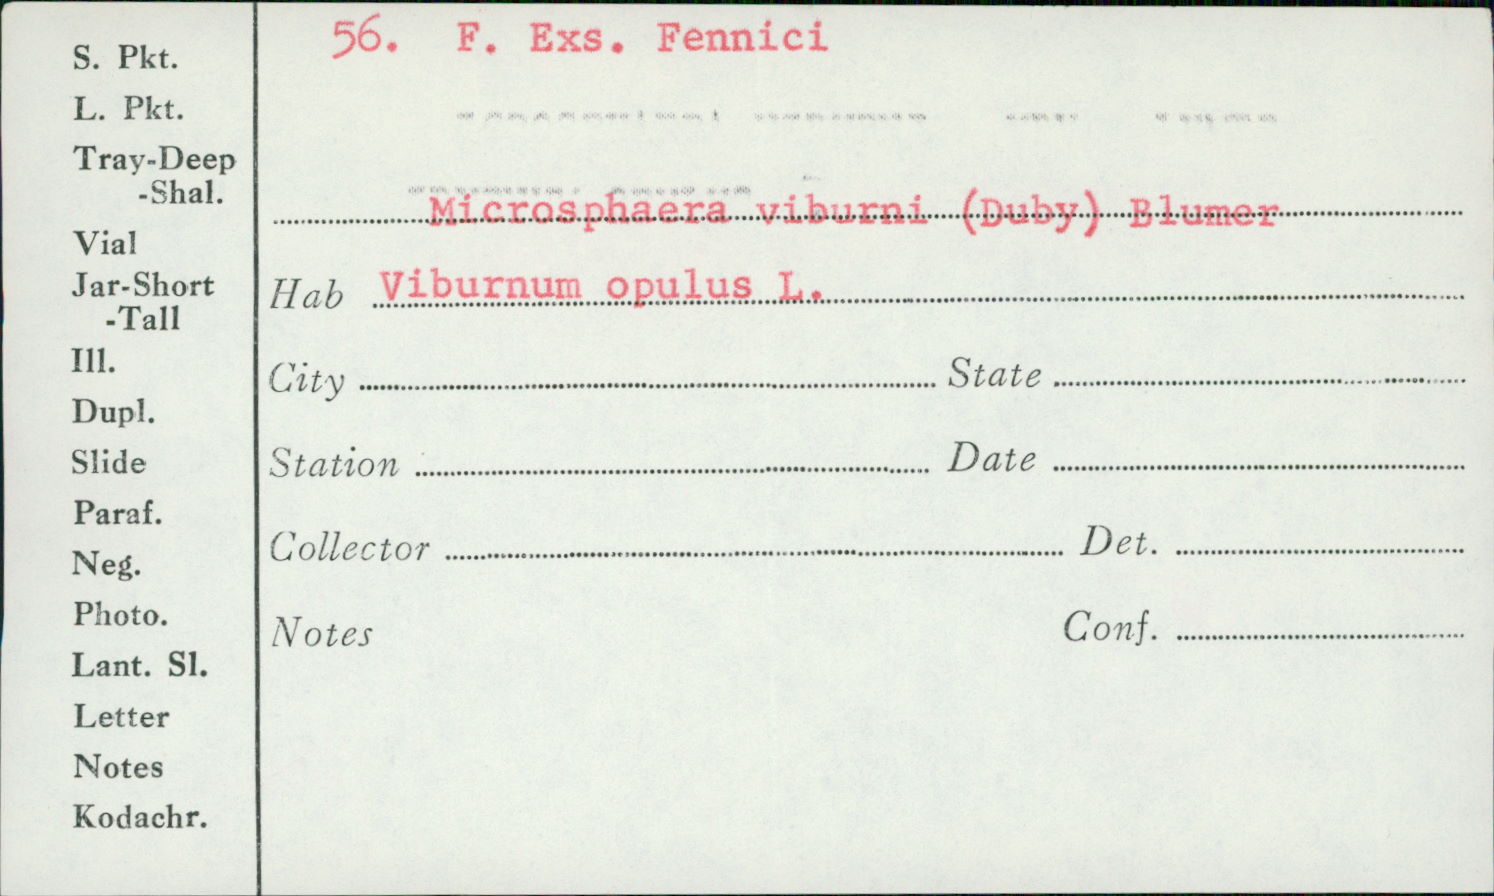 56. F. Exs. Fennici
Microsphaera viburni (Duby) Blumer
Hab Viburnum opulus L.
City State
Station Date
Collector Det.
Notes Conf.
S. Pkt.
L. Pkt.
Tray-Deep
-Shal.
Vial
Jar-Short
-Tall
Ill.
Dupl.
Slide
Paraf.
Neg.
Photo.
Lant. Sl.
Letter
Notes
Kodachr.